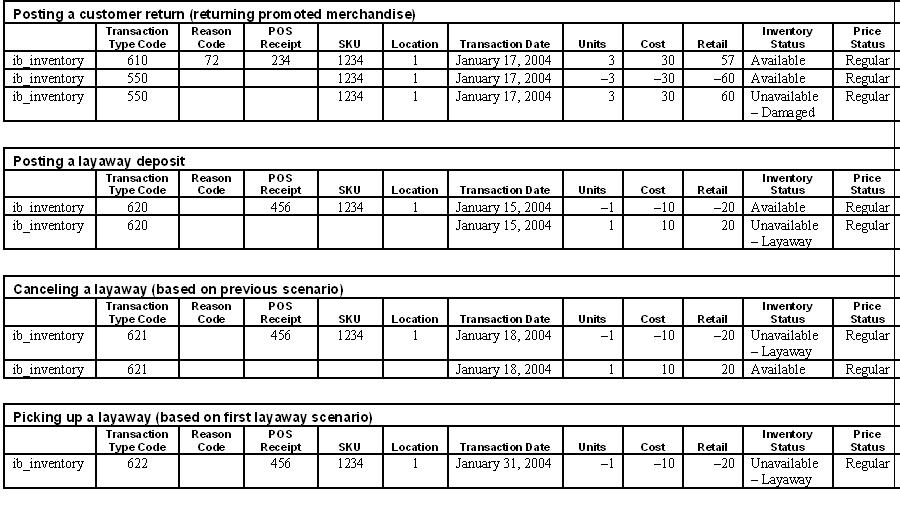 Posting a customer return (returning promoted merchandise)
Transaction Type Code Reason Code POS Receipt SKU Location Transaction Date Units Cost Retail Inventory Status Price Status
ib_inventory 610 72 234 1234 1 January 17, 2004 3 30 57 Available Regular
ib_inventory 550 1234 1 January 17, 2004 –3 –30 –60 Available Regular
ib_inventory 550 1234 1 January 17, 2004 3 30 60 Unavailable – Damaged Regular
Posting a layaway deposit
Transaction Type Code Reason Code POS Receipt SKU Location Transaction Date Units Cost Retail Inventory Status Price Status
ib_inventory 620 456 1234 1 January 15, 2004 –1 –10 –20 Available Regular
ib_inventory 620 January 15, 2004 1 10 20 Unavailable – Layaway Regular
Canceling a layaway (based on previous scenario)
Transaction Type Code Reason Code POS Receipt SKU Location Transaction Date Units Cost Retail Inventory Status Price Status
ib_inventory 621 456 1234 1 January 18, 2004 –1 –10 –20 Unavailable – Layaway Regular
ib_inventory 621 January 18, 2004 1 10 20 Available Regular
Picking up a layaway (based on first layaway scenario)
Transaction Type Code Reason Code POS Receipt SKU Location Transaction Date Units Cost Retail Inventory Status Price Status
ib_inventory 622 456 1234 1 January 31, 2004 –1 –10 –20 Unavailable – Layaway Regular